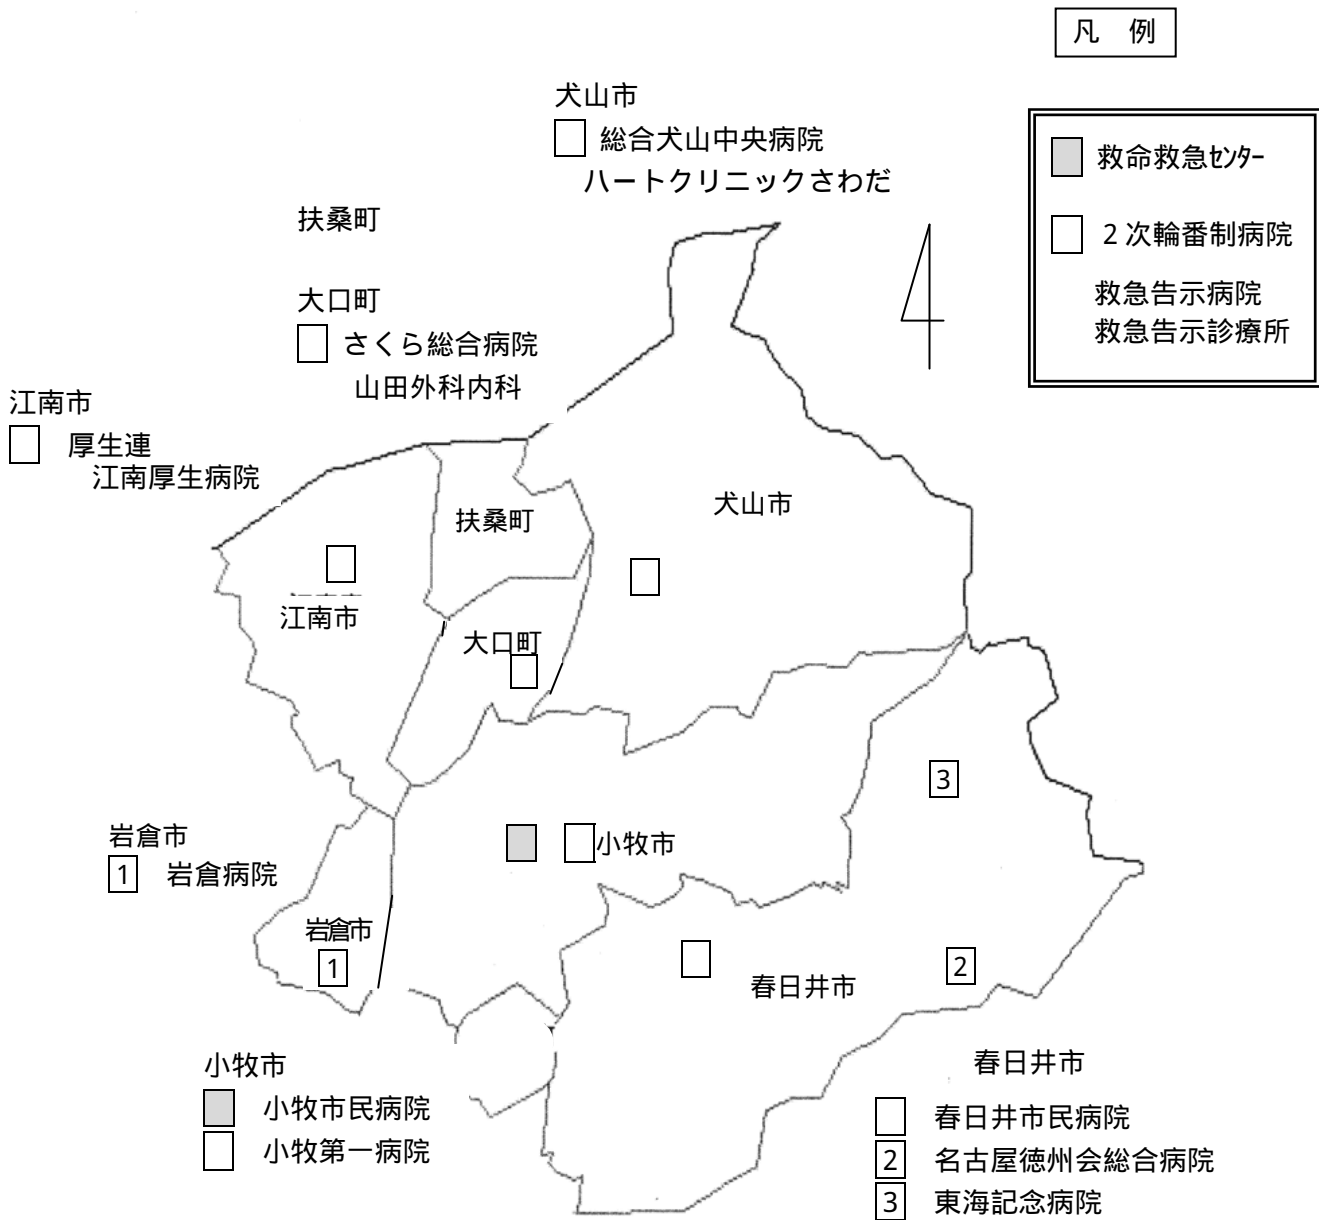 凡 例
救命救急ｾﾝﾀｰ
2次輪番制病院
救急告示病院
救急告示診療所
犬山市
総合犬山中央病院
ハートクリニックさわだ
扶桑町
大口町
さくら総合病院
山田外科内科
江南市
厚生連
江南厚生病院
犬山市
扶桑町
江南市
大口町
3
小牧市
岩倉市
1 岩倉病院
岩倉市
1
春日井市
2
小牧市
小牧市民病院
小牧第一病院
春日井市
春日井市民病院
2 名古屋徳州会総合病院
3 東海記念病院